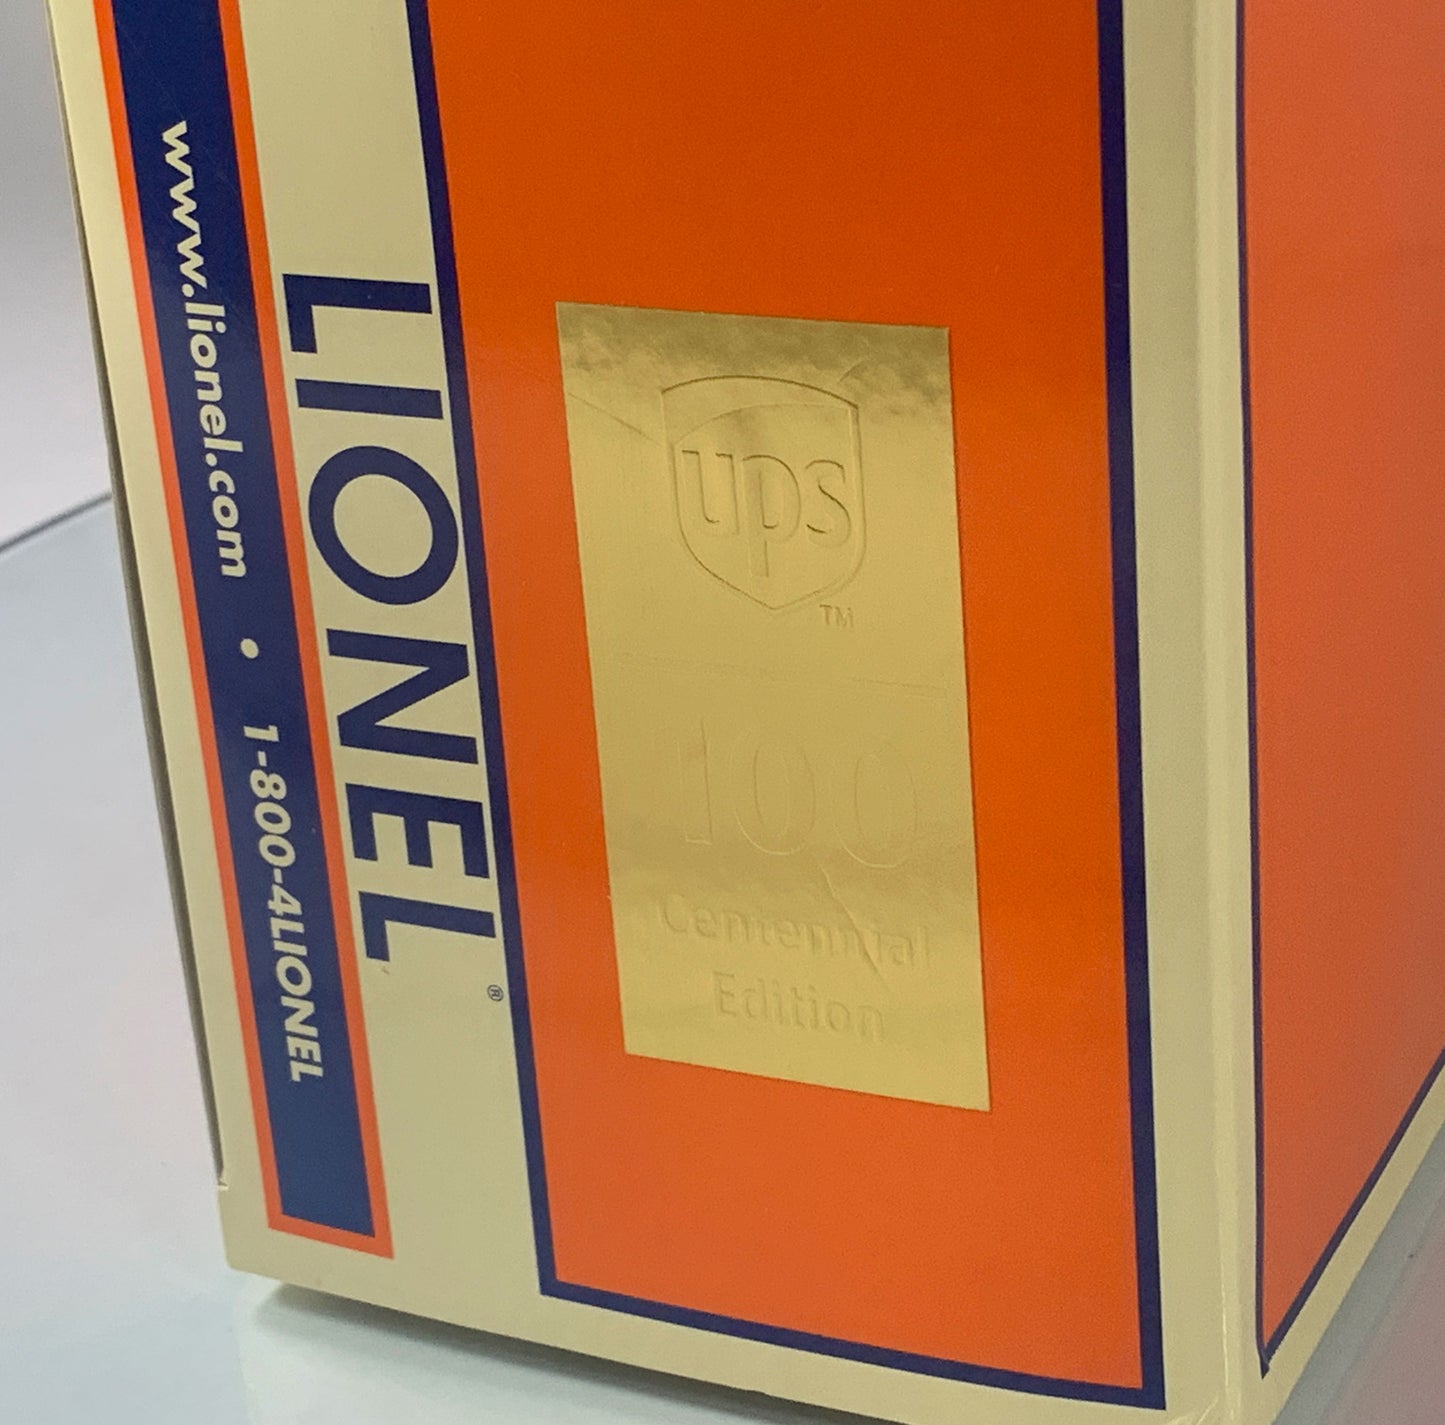 www.lionel.com • 1-800-4LIONEL
LIONEL®
ups
TM
100
Centennial
Edition